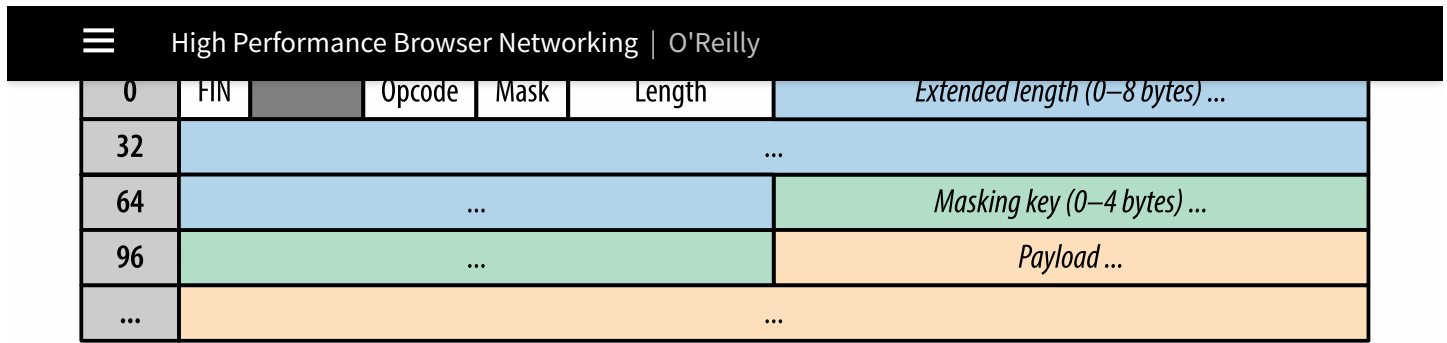 High Performance Browser Networking | O'Reilly
0 FIN Opcode Mask Length Extended length (0–8 bytes) ...
32 ...
64 ... Masking key (0–4 bytes) ...
96 ... Payload ...
... ...